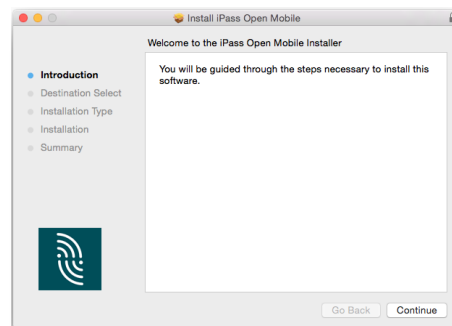 Install iPass Open Mobile
Welcome to the iPass Open Mobile Installer
Introduction
Destination Select
Installation Type
Installation
Summary
You will be guided through the steps necessary to install this
software.
Go Back
Continue